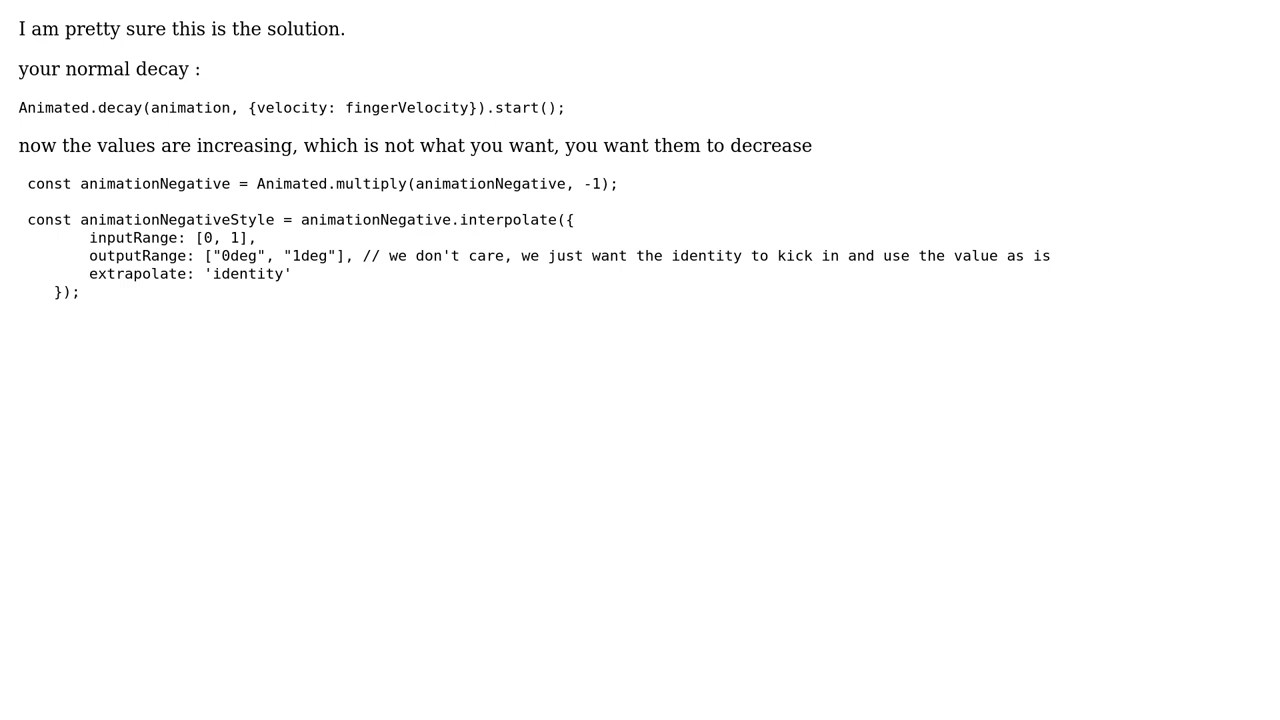 I am pretty sure this is the solution.
your normal decay :
Animated.decay(animation, {velocity: fingerVelocity}).start();
now the values are increasing, which is not what you want, you want them to decrease
const animationNegative = Animated.multiply(animationNegative, -1);
const animationNegativeStyle = animationNegative.interpolate({
inputRange: [0, 1],
outputRange: ["0deg", "1deg"], // we don't care, we just want the identity to kick in and use the value as is
extrapolate: 'identity'
});